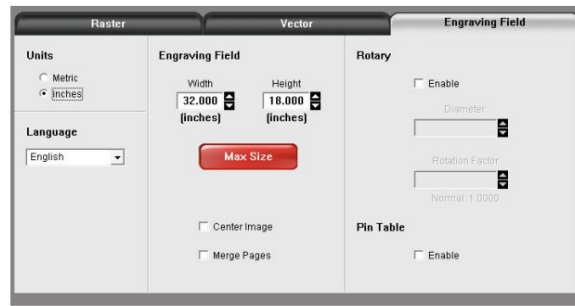 Raster
Vector
Engraving Field
Units
Metric
inches
Language
English
Engraving Field
Width
Height
32.000
18.000
(inches)
(inches)
Max Size
Center Image
Merge Pages
Rotary
Enable
Diameter
Rotation Factor
Normal: 1.0000
Pin Table
Enable